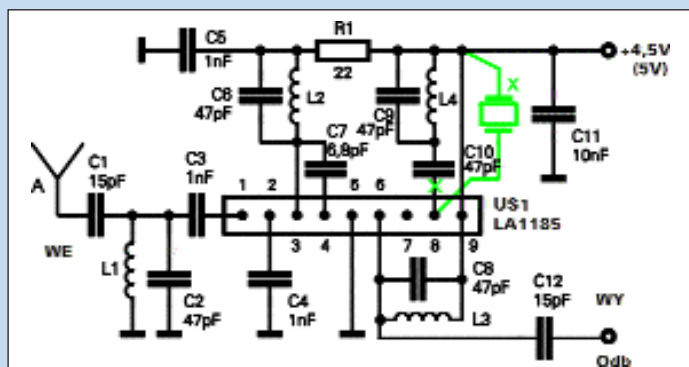 C5
1nF
R1
22
+4,5V
(5V)
C6
47pF
L2
C9
47pF
L4
X
C7
6,8pF
C10
47pF
X
C11
10nF
A
C1
15pF
C3
1nF
US1
LA1185
1 2 5 6
3 4 7 8 9
WE
L1
C2
47pF
C4
1nF
C8
47pF
L3
C12
15pF
WY
Odb